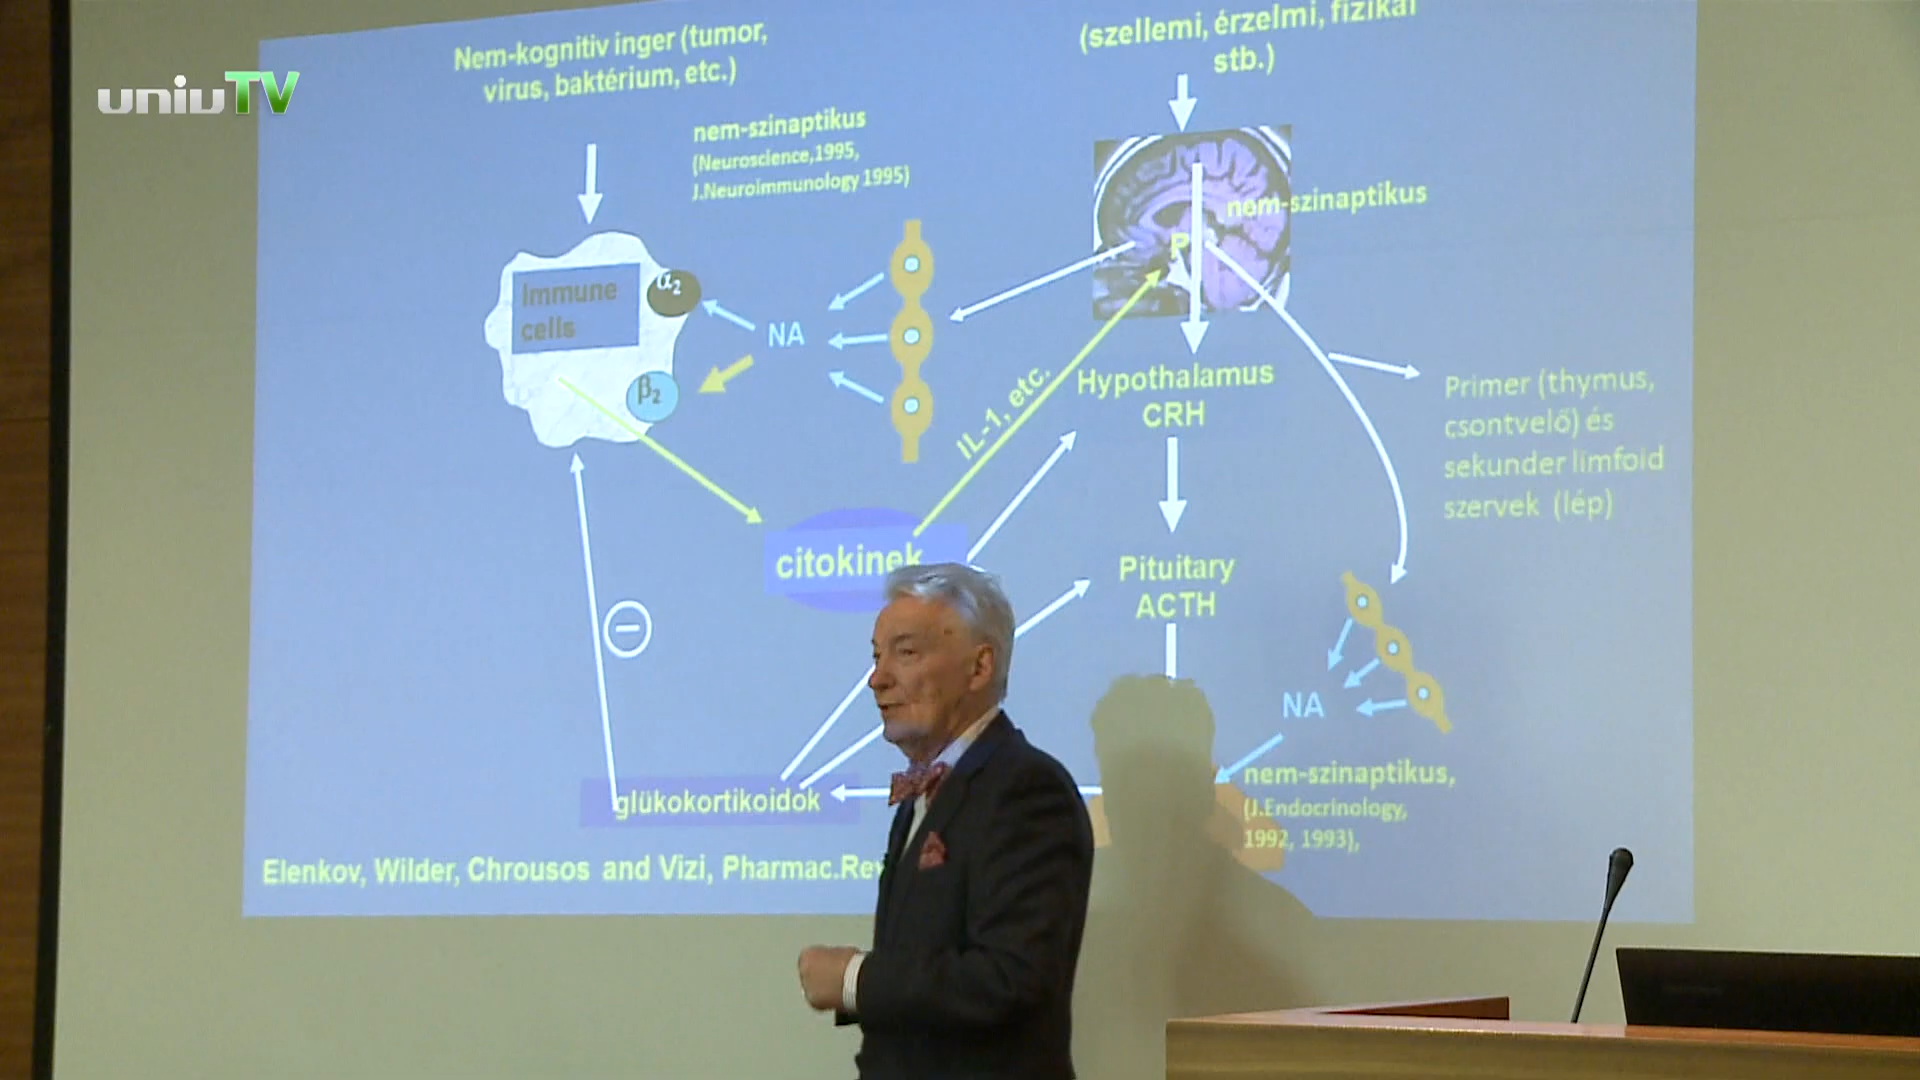 univTV
Nem-kognitiv inger (tumor,
virus, baktérium, etc.)
(szellemi, érzelmi, fizikai
stb.)
nem-szinaptikus
(Neuroscience,1995,
J.Neuroimmunology 1995)
nem-szinaptikus
P
Immune
cells
α2
NA
β2
IL-1, etc.
Hypothalamus
CRH
Primer (thymus,
csontvelő) és
sekunder limfoid
szervek (lép)
citokinek
Pituitary
ACTH
NA
glükokortikoidok
nem-szinaptikus,
(J.Endocrinology,
1992, 1993),
Elenkov, Wilder, Chrousos and Vizi, Pharmac.Rev